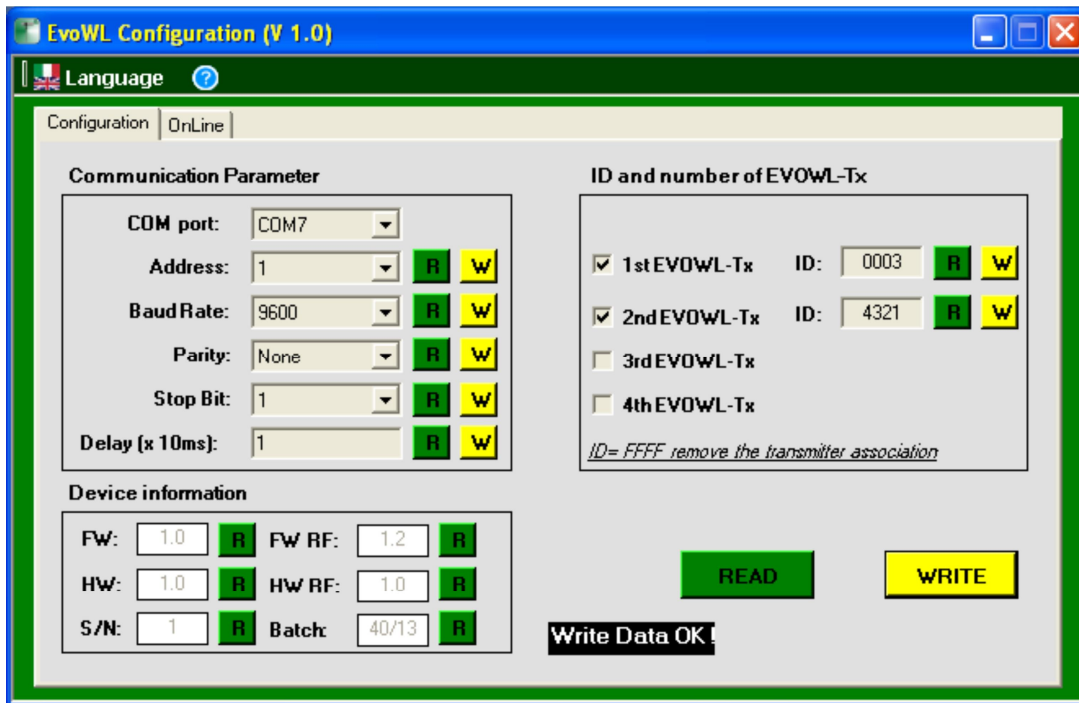 EvoWL Configuration (V 1.0)
Language ?
Configuration OnLine
Communication Parameter
COM port: COM7
Address: 1 R W
Baud Rate: 9600 R W
Parity: None R W
Stop Bit: 1 R W
Delay (x 10ms): 1 R W
ID and number of EVOWL-Tx
1st EVOWL-Tx ID: 0003 R W
2nd EVOWL-Tx ID: 4321 R W
3rd EVOWL-Tx
4th EVOWL-Tx
ID= FFFF remove the transmitter association
Device information
FW: 1.0 R FW RF: 1.2 R
HW: 1.0 R HW RF: 1.0 R
S/N: 1 R Batch: 40/13 R
READ WRITE
Write Data OK !